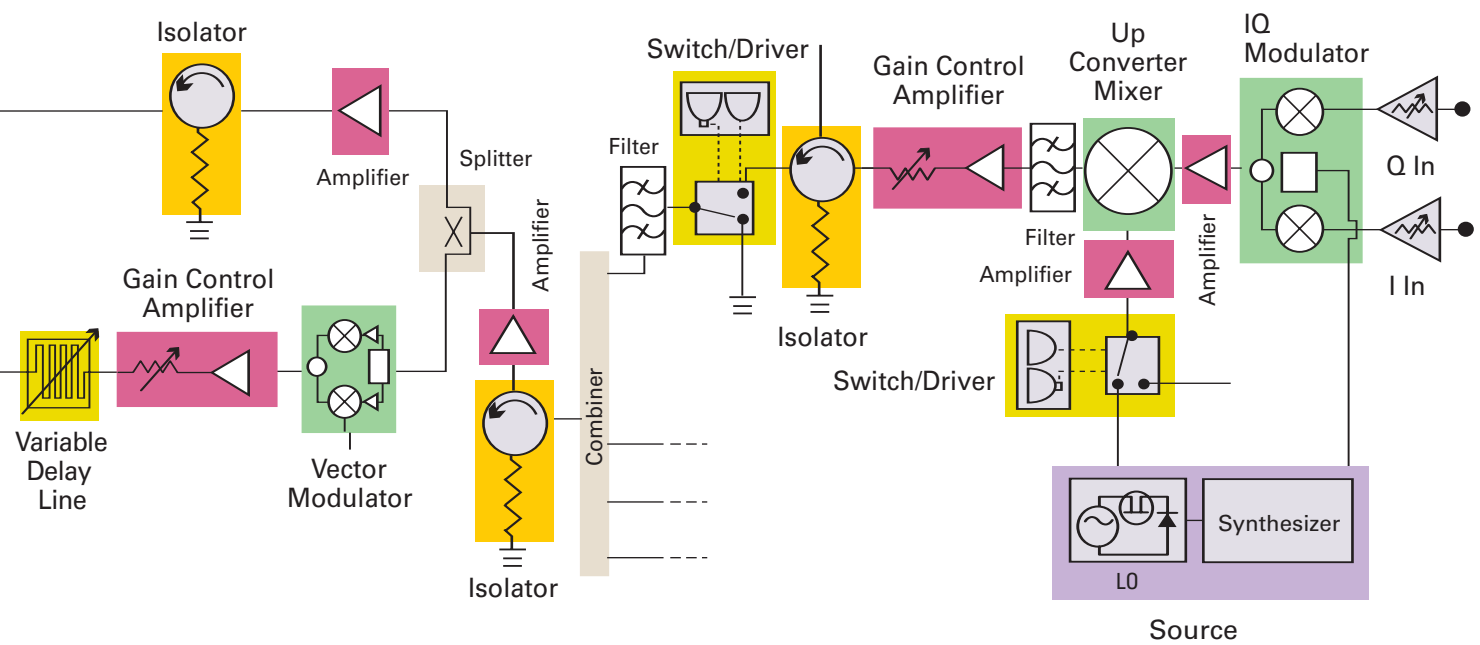 Isolator
Amplifier
Splitter
Switch/Driver
Filter
Gain Control
Amplifier
Up
Converter
Mixer
IQ
Modulator
Q In
I In
Filter
Amplifier
Amplifier
Isolator
Switch/Driver
Amplifier
Gain Control
Amplifier
Variable
Delay
Line
Vector
Modulator
Combiner
Isolator
Synthesizer
LO
Source